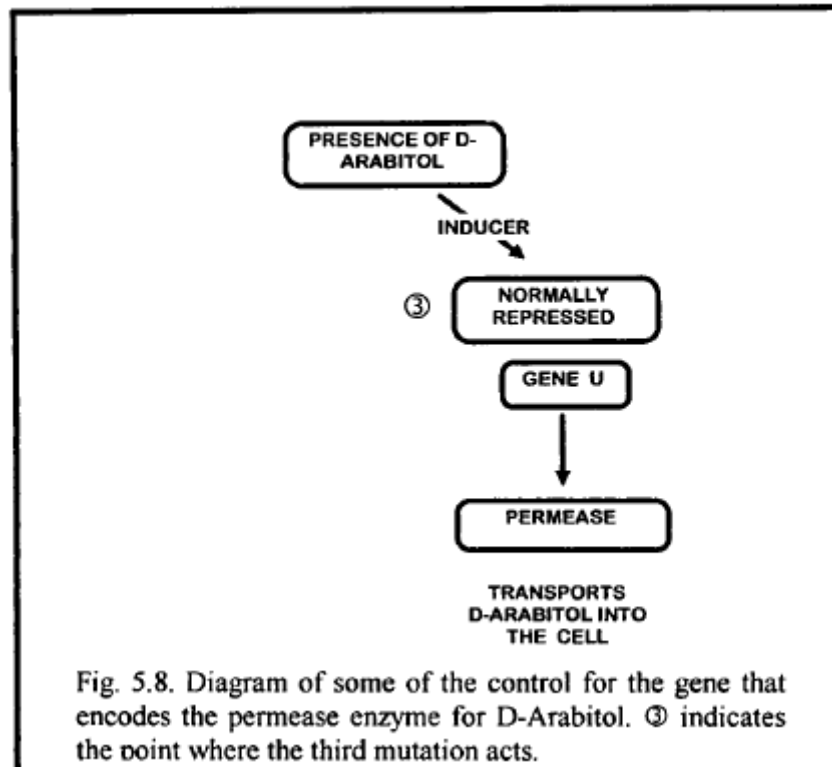 PRESENCE OF D-
ARABITOL
INDUCER
③
NORMALLY
REPRESSED
GENE U
PERMEASE
TRANSPORTS
D-ARABITOL INTO
THE CELL
Fig. 5.8. Diagram of some of the control for the gene that
encodes the permease enzyme for D-Arabitol. ③ indicates
the point where the third mutation acts.